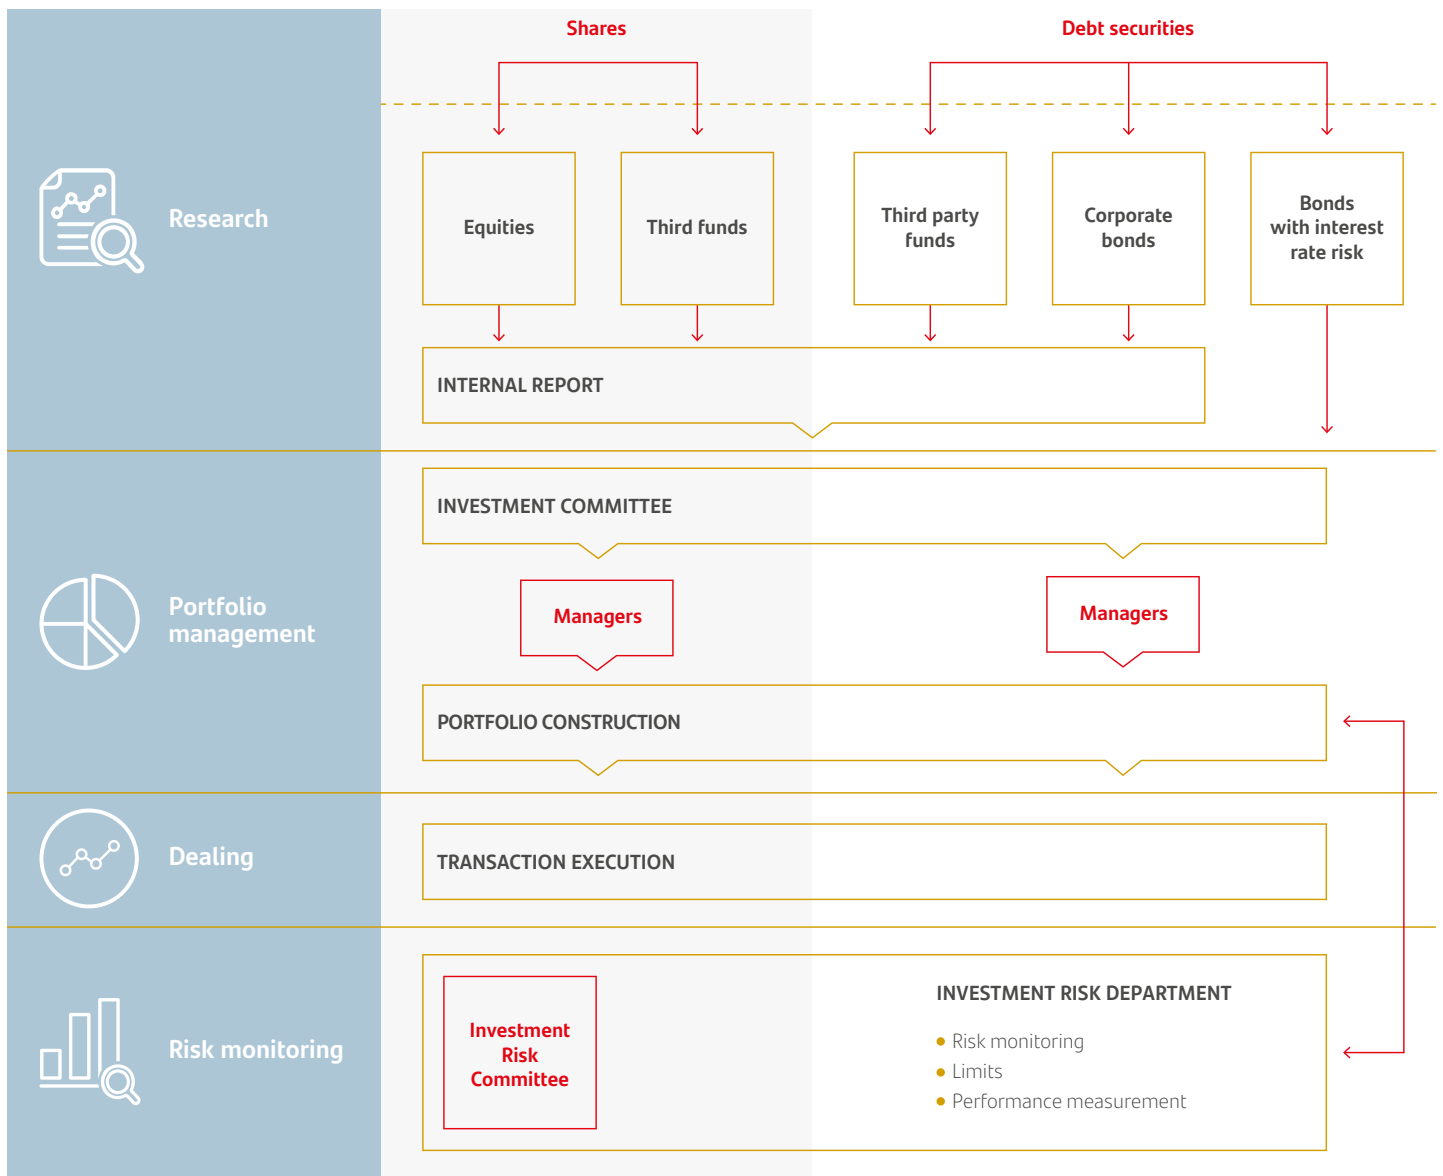 Shares
Debt securities
Research
Equities
Third funds
Third party
funds
Corporate
bonds
Bonds
with interest
rate risk
INTERNAL REPORT
Portfolio
management
INVESTMENT COMMITTEE
Managers
Managers
PORTFOLIO CONSTRUCTION
Dealing
TRANSACTION EXECUTION
Risk monitoring
Investment
Risk
Committee
INVESTMENT RISK DEPARTMENT
Risk monitoring
Limits
Performance measurement